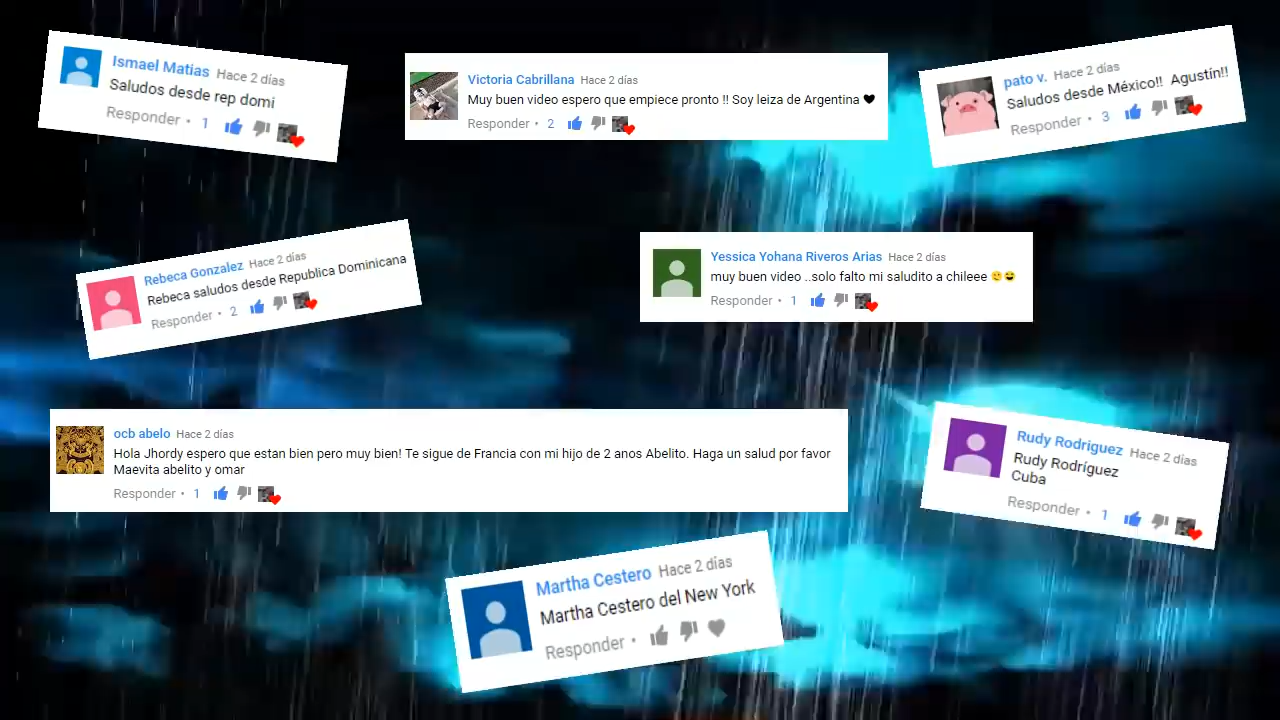 Ismael Matias Hace 2 días
Saludos desde rep domi
Responder • 1
Victoria Cabrillana Hace 2 días
Muy buen video espero que empiece pronto !! Soy leiza de Argentina 🖤
Responder • 2
pato v. Hace 2 días
Saludos desde México!! Agustín!!
Responder • 3
Rebeca Gonzalez Hace 2 días
Rebeca saludos desde Republica Dominicana
Responder • 2
Yessica Yohana Riveros Arias Hace 2 días
muy buen video ..solo falto mi saludito a chileee 😊😂
Responder • 1
ocb abelo Hace 2 días
Hola Jhordy espero que estan bien pero muy bien! Te sigue de Francia con mi hijo de 2 anos Abelito. Haga un salud por favor
Maevita abelito y omar
Responder • 1
Rudy Rodriguez Hace 2 días
Rudy Rodríguez
Cuba
Responder • 1
Martha Cestero Hace 2 días
Martha Cestero del New York
Responder •